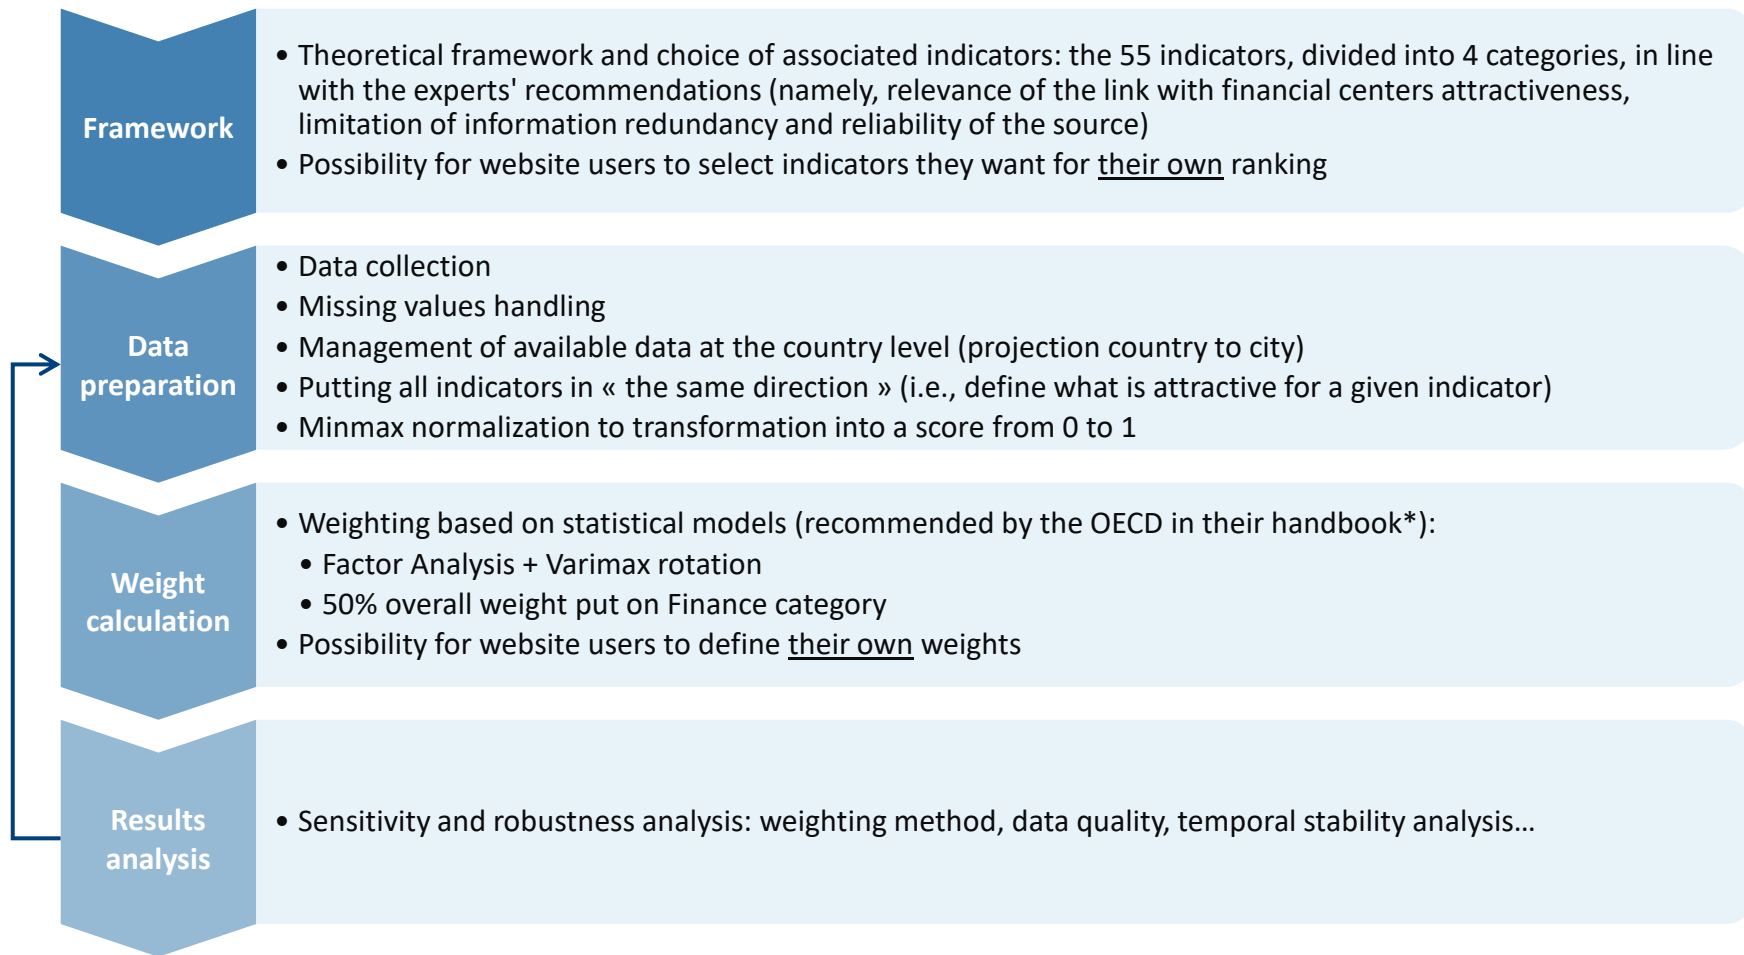 Framework
• Theoretical framework and choice of associated indicators: the 55 indicators, divided into 4 categories, in line
with the experts' recommendations (namely, relevance of the link with financial centers attractiveness,
limitation of information redundancy and reliability of the source)
• Possibility for website users to select indicators they want for their own ranking
Data
preparation
• Data collection
• Missing values handling
• Management of available data at the country level (projection country to city)
• Putting all indicators in « the same direction » (i.e., define what is attractive for a given indicator)
• Minmax normalization to transformation into a score from 0 to 1
Weight
calculation
• Weighting based on statistical models (recommended by the OECD in their handbook*):
• Factor Analysis + Varimax rotation
• 50% overall weight put on Finance category
• Possibility for website users to define their own weights
Results
analysis
• Sensitivity and robustness analysis: weighting method, data quality, temporal stability analysis…